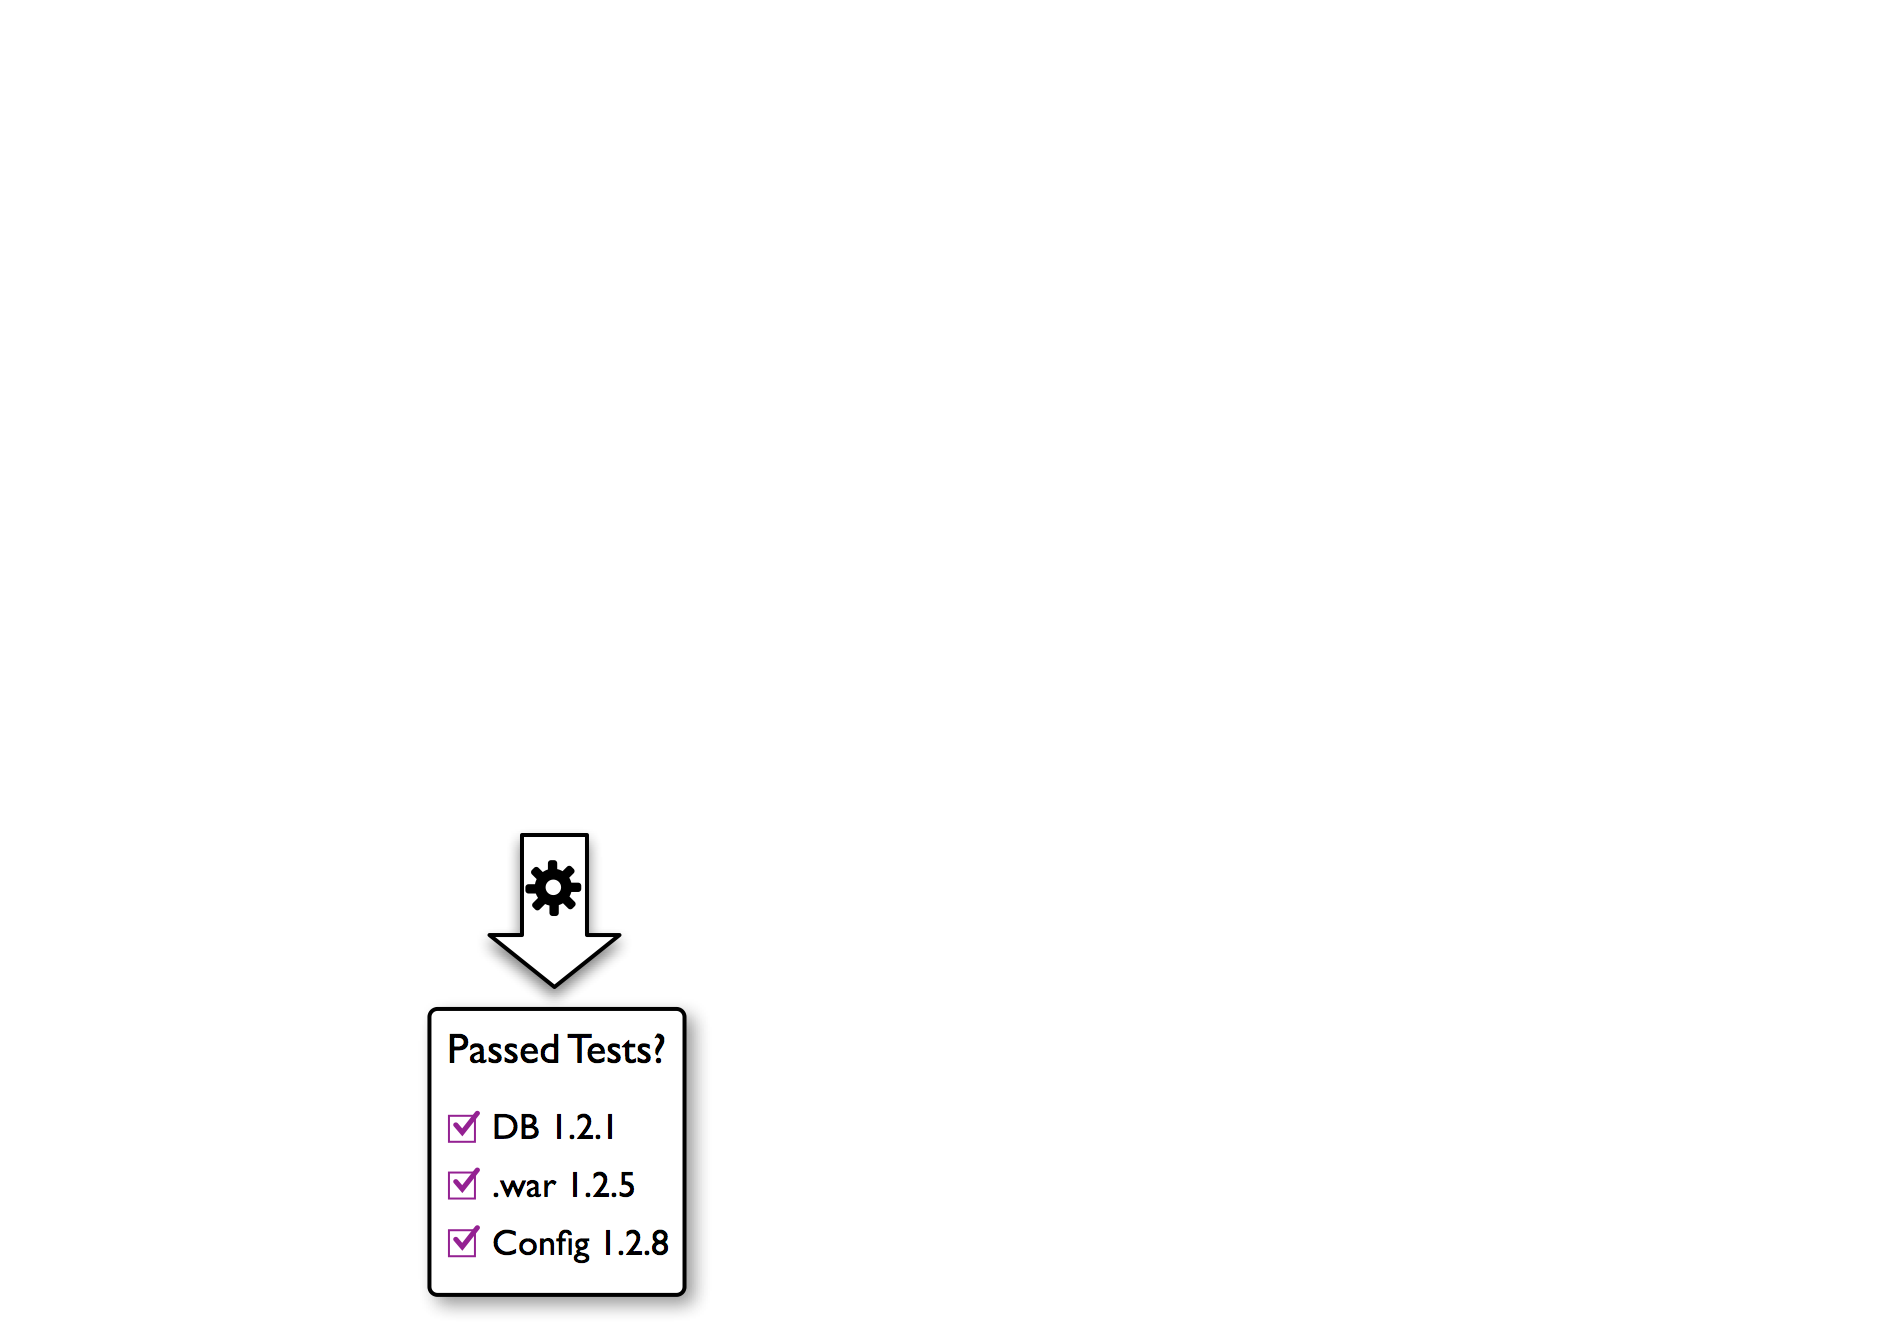 Passed Tests?
DB 1.2.1
.war 1.2.5
Config 1.2.8